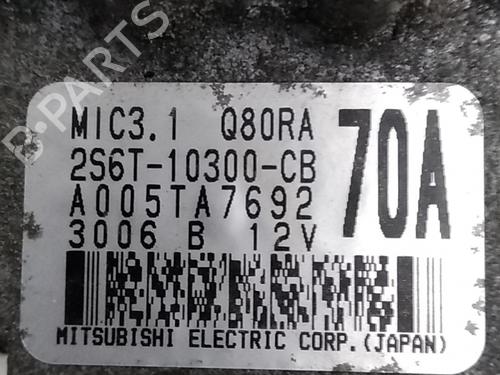 B-PARTS
MIC3.1 Q80RA
70A
2S6T-10300-CB
A005TA7692
3006 B 12V
MITSUBISHI ELECTRIC CORP.(JAPAN)